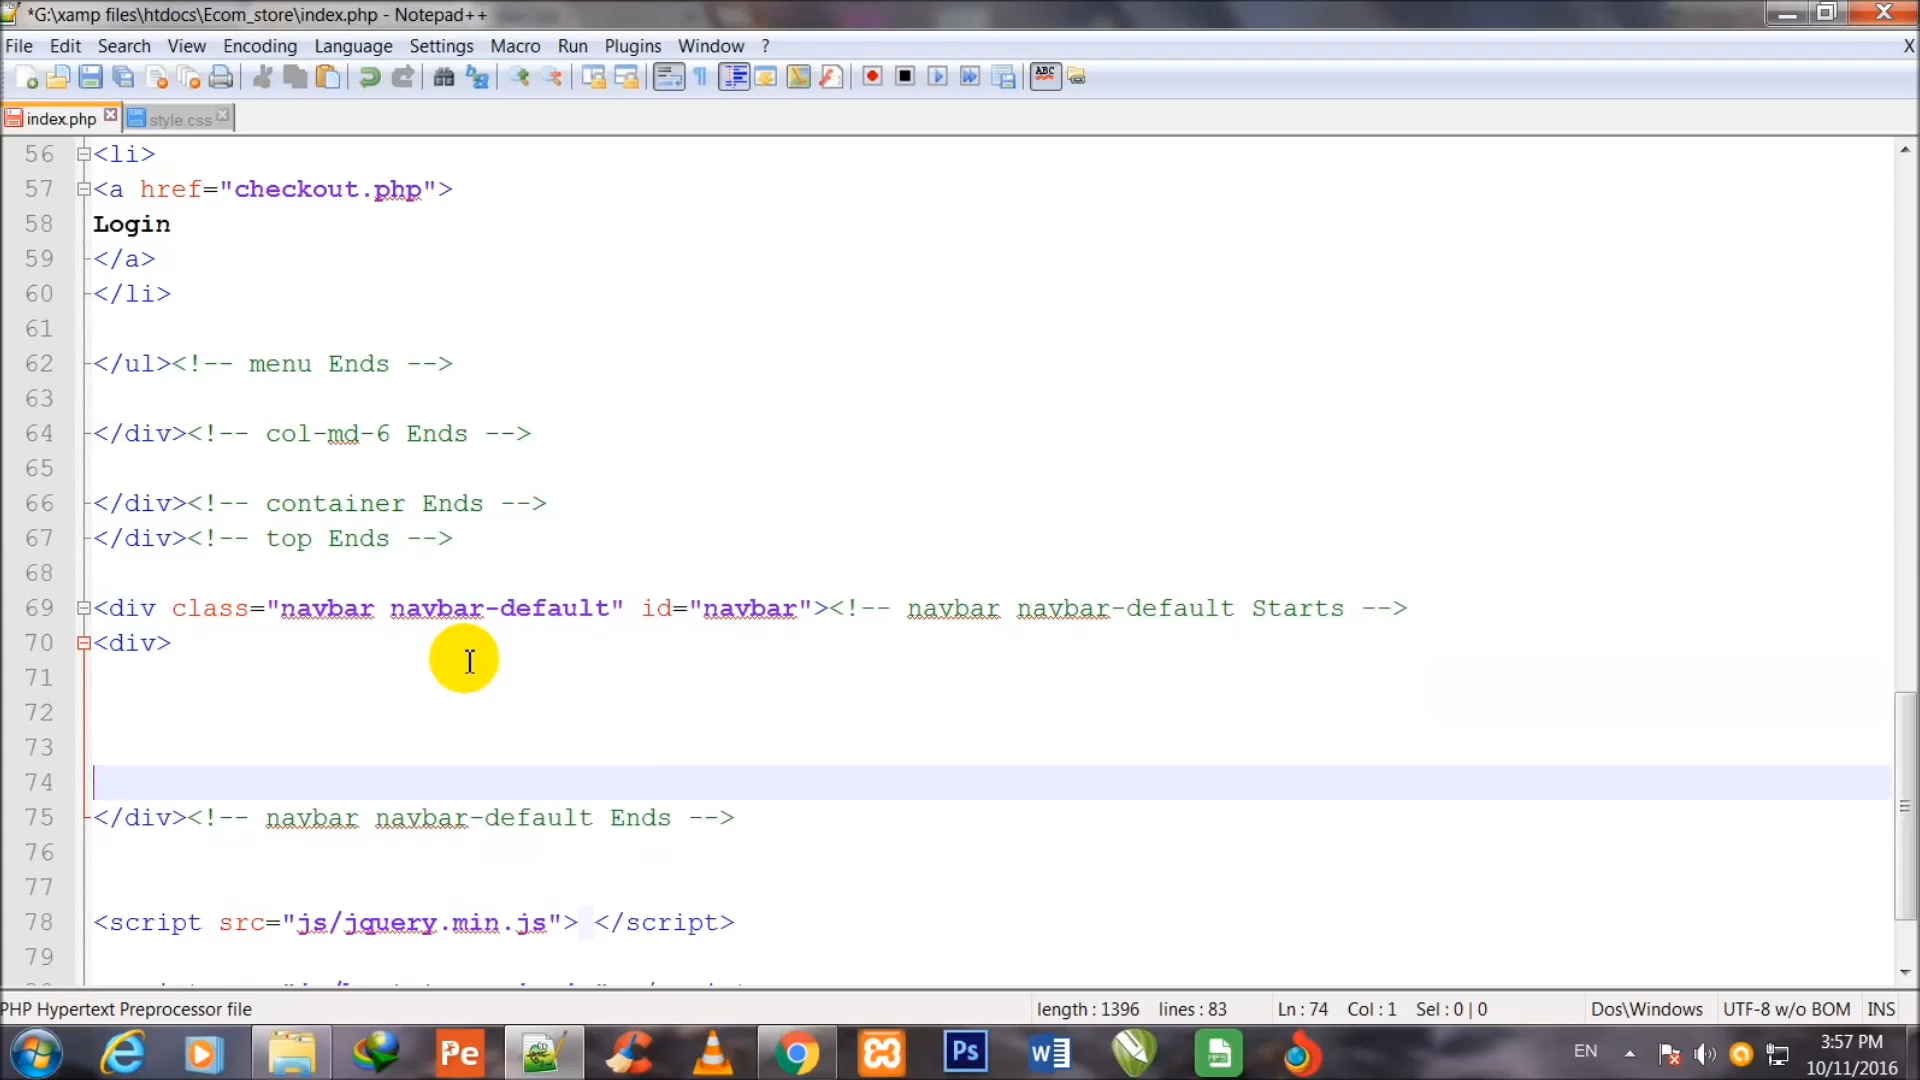 *G:\xamp files\htdocs\Ecom_store\index.php - Notepad++
File Edit Search View Encoding Language Settings Macro Run Plugins Window ? X
ABC
index.php style.css
56 <li>
57 <a href="checkout.php">
58 Login
59 </a>
60 </li>
61
62 </ul><!-- menu Ends -->
63
64 </div><!-- col-md-6 Ends -->
65
66 </div><!-- container Ends -->
67 </div><!-- top Ends -->
68
69 <div class="navbar navbar-default" id="navbar"><!-- navbar navbar-default Starts -->
70 <div>
71
72
73
74
75 </div><!-- navbar navbar-default Ends -->
76
77
78 <script src="js/jquery.min.js"> </script>
79
PHP Hypertext Preprocessor file length : 1396 lines : 83 Ln : 74 Col : 1 Sel : 0 | 0 Dos\Windows UTF-8 w/o BOM INS
Pe Ps W EN 3:57 PM
10/11/2016